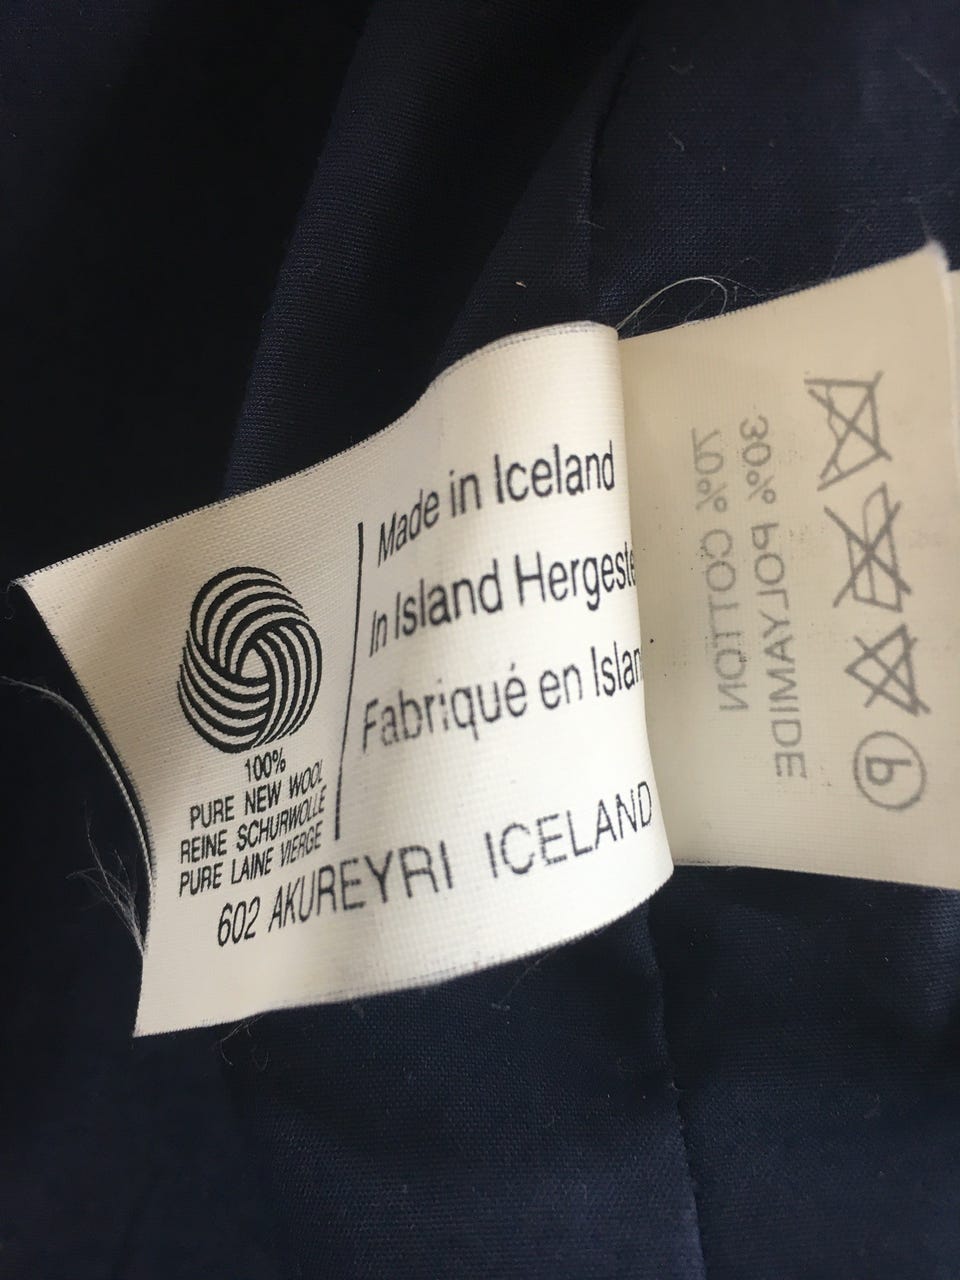 Made in Iceland
In Island Hergeste
Fabriqué en Islan
100%
PURE NEW WOOL
REINE SCHURWOLLE
PURE LAINE VIERGE
602 AKUREYRI ICELAND
70% COTTON
30% POLYAMIDE
P